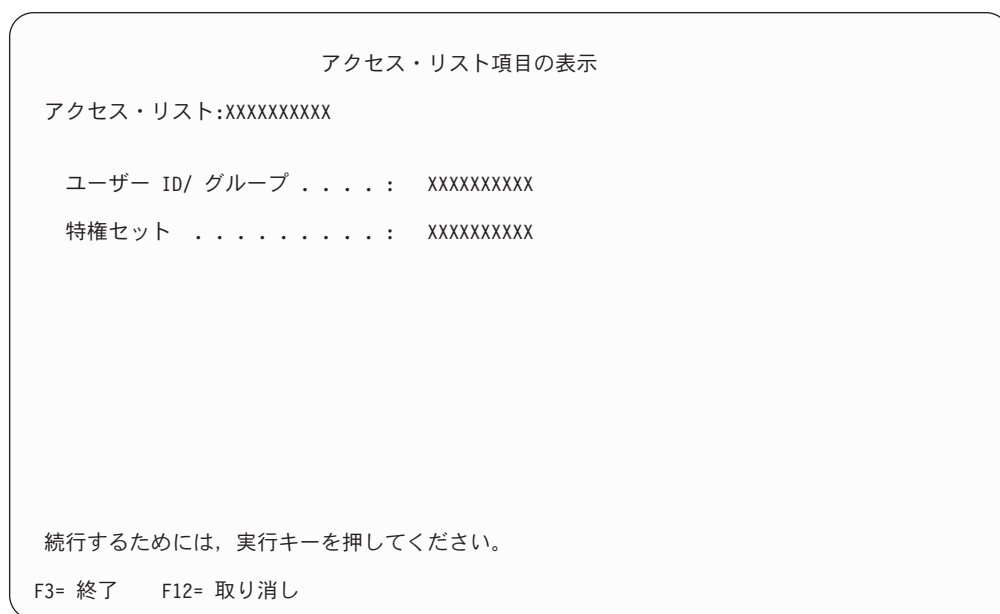 アクセス・リスト項目の表示
アクセス・リスト:XXXXXXXXXX
ユーザー ID/ グループ . . . . : XXXXXXXXXX
特権セット . . . . . . . . . : XXXXXXXXXX
続行するためには，実行キーを押してください。
F3= 終了 F12= 取り消し